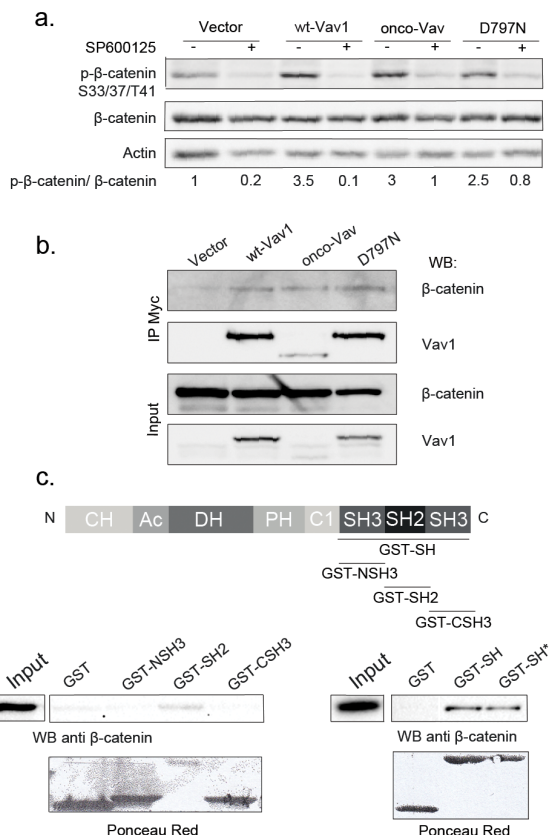 a.
Vector wt-Vav1 onco-Vav D797N
SP600125 - + - + - + - +
p-β-catenin
S33/37/T41
β-catenin
Actin
p-β-catenin/ β-catenin 1 0.2 3.5 0.1 3 1 2.5 0.8
b.
Vector wt-Vav1 onco-Vav D797N WB:
IP Myc
β-catenin
Vav1
Input
β-catenin
Vav1
c.
N CH Ac DH PH C1 SH3 SH2 SH3 C
GST-SH
GST-NSH3
GST-SH2
GST-CSH3
Input GST GST-NSH3 GST-SH2 GST-CSH3
WB anti β-catenin
Ponceau Red
Input GST GST-SH GST-SH*
WB anti β-catenin
Ponceau Red